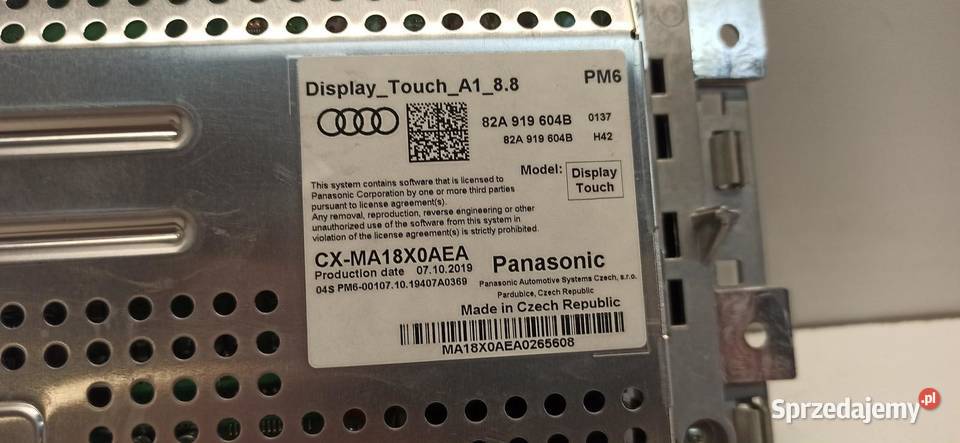 Display_Touch_A1_8.8
PM6
82A 919 604B 0137
82A 919 604B H42
Model: Display Touch
This system contains software that is licensed to
Panasonic Corporation by one or more third parties
pursuant to license agreement(s).
Any removal, reproduction, reverse engineering or other
unauthorized use of the software from this system in
violation of the license agreement(s) is strictly prohibited.
CX-MA18X0AEA
Production date 07.10.2019
04S PM6-00107.10.19407A0369
Panasonic
Panasonic Automotive Systems Czech, s.r.o.
Pardubice, Czech Republic
Made in Czech Republic
MA18X0AEA0265608
Sprzedajemy.pl